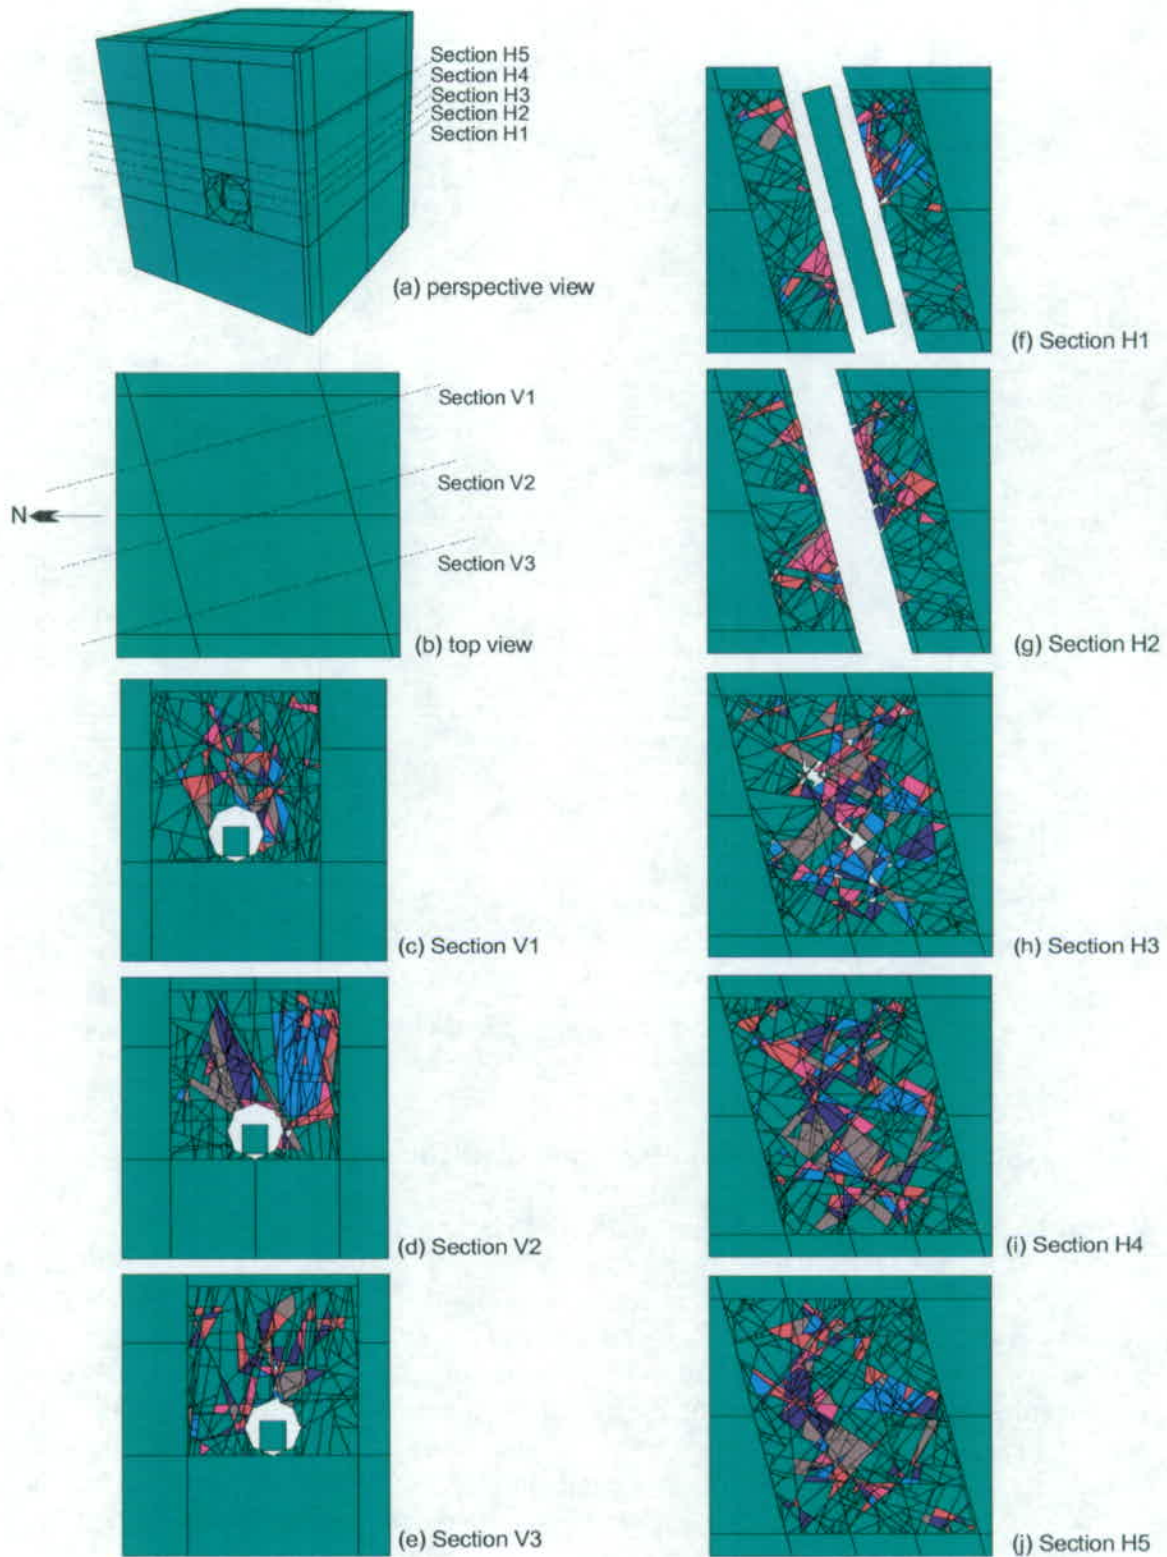 Section H5
Section H4
Section H3
Section H2
Section H1
(a) perspective view
Section V1
Section V2
N
Section V3
(b) top view
(c) Section V1
(d) Section V2
(e) Section V3
(f) Section H1
(g) Section H2
(h) Section H3
(i) Section H4
(j) Section H5